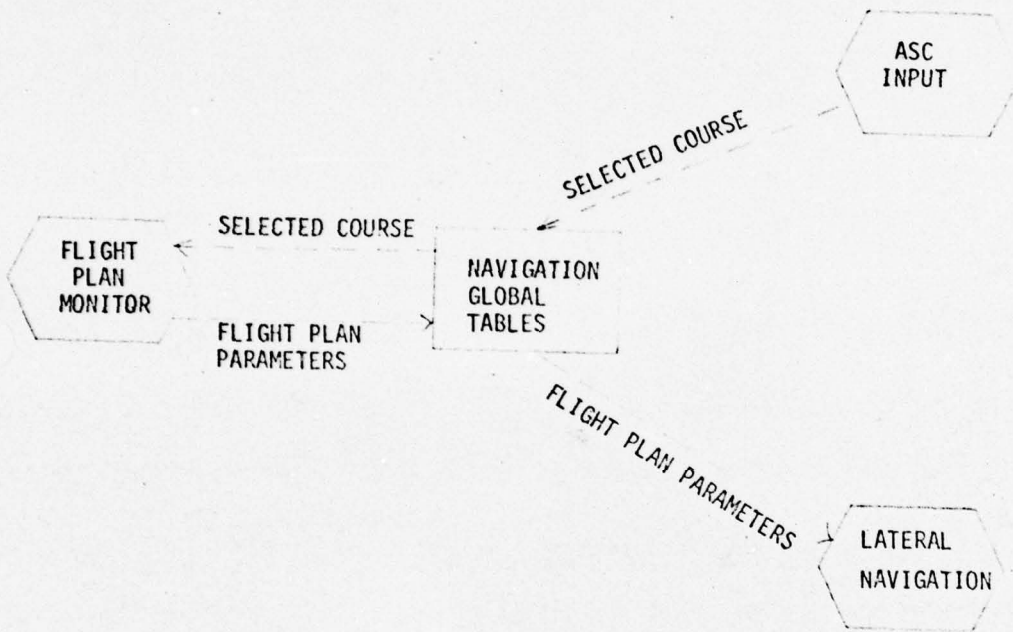 ASC
INPUT
SELECTED COURSE
SELECTED COURSE
FLIGHT
PLAN
MONITOR
NAVIGATION
GLOBAL
TABLES
FLIGHT PLAN
PARAMETERS
FLIGHT PLAN PARAMETERS
LATERAL
NAVIGATION